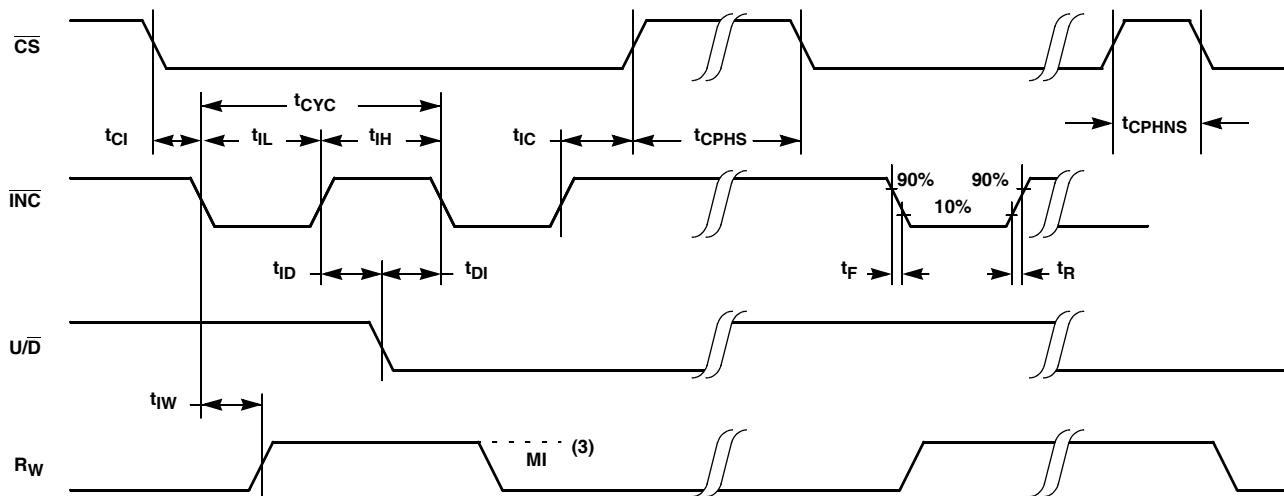 CS
tCYC
tCI
tIL
tIH
tIC
tCPHS
tCPHNS
INC
90%
90%
10%
tID
tDI
tF
tR
U/D
tIW
RW
MI
(3)